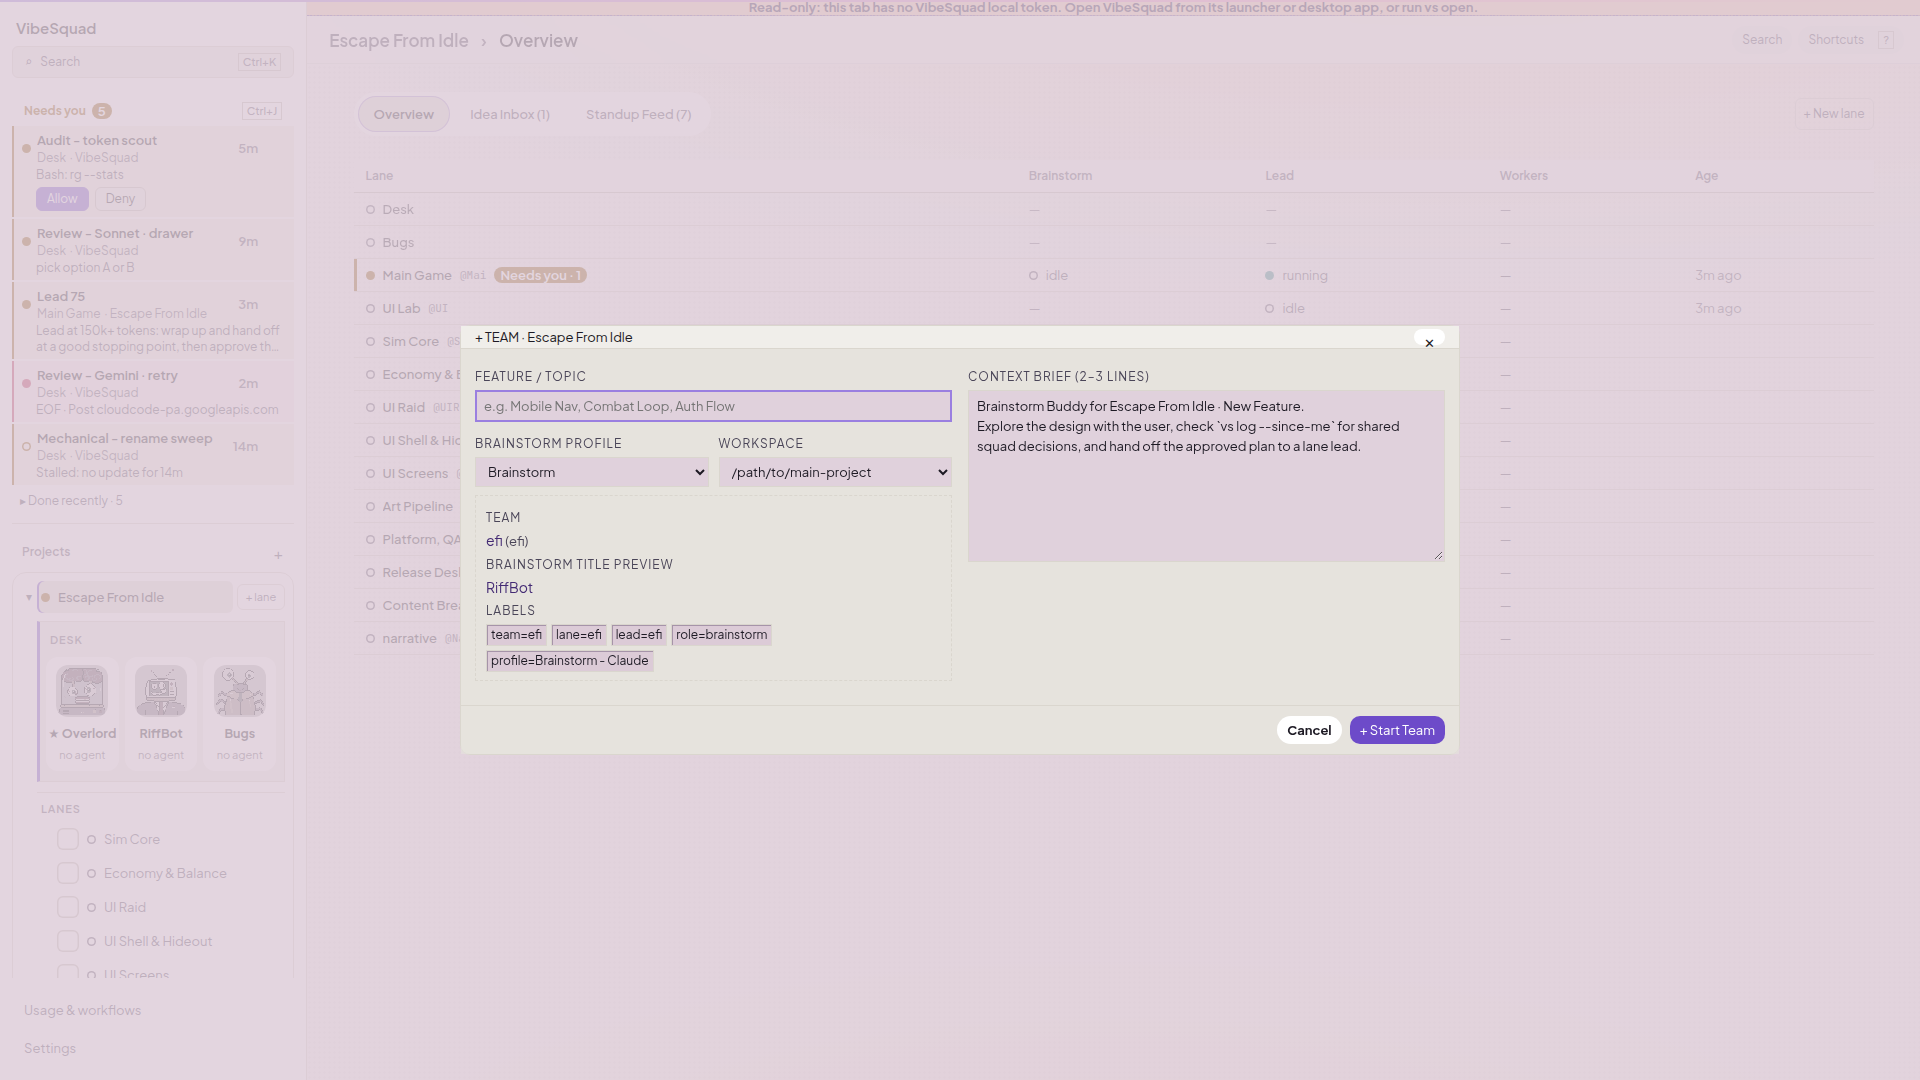 VibeSquad
Search Ctrl+K
Needs you 5 Ctrl+J
Audit – token scout 5m
Desk · VibeSquad
Bash: rg --stats
Allow Deny
Review – Sonnet · drawer 9m
Desk · VibeSquad
pick option A or B
Lead 75 3m
Main Game · Escape From Idle
Lead at 150k+ tokens: wrap up and hand off
at a good stopping point, then approve th…
Review – Gemini · retry 2m
Desk · VibeSquad
EOF · Post cloudcode-pa.googleapis.com
Mechanical – rename sweep 14m
Desk · VibeSquad
Stalled: no update for 14m
▸ Done recently · 5
Projects +
▾ Escape From Idle + lane
DESK
★ Overlord RiffBot Bugs
no agent no agent no agent
LANES
Sim Core
Economy & Balance
UI Raid
UI Shell & Hideout
UI Screens
Usage & workflows
Settings
Read-only: this tab has no VibeSquad local token. Open VibeSquad from its launcher or desktop app, or run vs open.
Escape From Idle › Overview Search Shortcuts ?
Overview Idea Inbox (1) Standup Feed (7) + New lane
Lane Brainstorm Lead Workers Age
Desk — — —
Bugs — — —
Main Game @Mai Needs you · 1 idle running — 3m ago
UI Lab @UI — idle — 3m ago
Sim Core —
Economy & —
UI Raid @UIR —
UI Shell & —
UI Screens —
Art Pipeline —
Platform, QA —
Release —
Content —
narrative —
+ TEAM · Escape From Idle ×
FEATURE / TOPIC
e.g. Mobile Nav, Combat Loop, Auth Flow
BRAINSTORM PROFILE WORKSPACE
Brainstorm /path/to/main-project
TEAM
efi (efi)
BRAINSTORM TITLE PREVIEW
RiffBot
LABELS
team=efi lane=efi lead=efi role=brainstorm
profile=Brainstorm - Claude
CONTEXT BRIEF (2–3 LINES)
Brainstorm Buddy for Escape From Idle · New Feature.
Explore the design with the user, check `vs log --since-me` for shared
squad decisions, and hand off the approved plan to a lane lead.
Cancel + Start Team